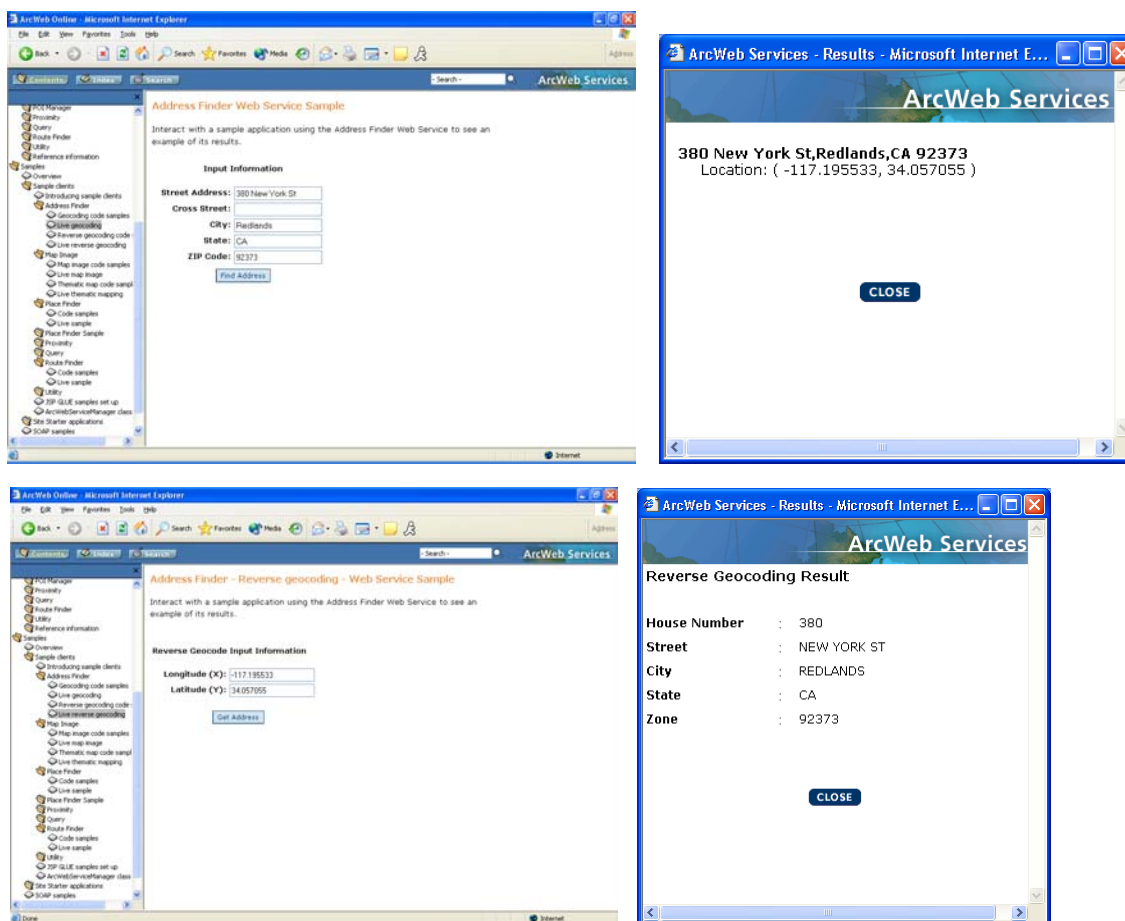 ArcWeb Online - Microsoft Internet Explorer
File Edit View Favorites Tools Help
Back Search Favorites Media
Address
Contents Index Search
- Search -
ArcWeb Services
POI Manager
Proximity
Query
Route Finder
Utility
Reference information
Samples
Overview
Sample clients
Introducing sample clients
Address Finder
Geocoding code samples
Live geocoding
Reverse geocoding code
Live reverse geocoding
Map Image
Map image code samples
Live map image
Thematic map code sampl
Live thematic mapping
Place Finder
Code samples
Live sample
Place Finder Sample
Proximity
Query
Route Finder
Code samples
Live sample
Utility
JSP GLUE samples set up
ArcWebServiceManager class
Site Starter applications
SOAP samples
Address Finder Web Service Sample
Interact with a sample application using the Address Finder Web Service to see an
example of its results.
Input Information
Street Address: 380 New York St
Cross Street:
City: Redlands
State: CA
ZIP Code: 92373
Find Address
Internet
ArcWeb Services - Results - Microsoft Internet E...
ArcWeb Services
380 New York St,Redlands,CA 92373
Location: ( -117.195533, 34.057055 )
CLOSE
ArcWeb Online - Microsoft Internet Explorer
File Edit View Favorites Tools Help
Back Search Favorites Media
Address
Contents Index Search
- Search -
ArcWeb Services
POI Manager
Proximity
Query
Route Finder
Utility
Reference information
Samples
Overview
Sample clients
Introducing sample clients
Address Finder
Geocoding code samples
Live geocoding
Reverse geocoding code
Live reverse geocoding
Map Image
Map image code samples
Live map image
Thematic map code sampl
Live thematic mapping
Place Finder
Code samples
Live sample
Place Finder Sample
Proximity
Query
Route Finder
Code samples
Live sample
Utility
JSP GLUE samples set up
ArcWebServiceManager class
Site Starter applications
SOAP samples
Address Finder - Reverse geocoding - Web Service Sample
Interact with a sample application using the Address Finder Web Service to see an
example of its results.
Reverse Geocode Input Information
Longitude (X): -117.195533
Latitude (Y): 34.057055
Get Address
Done
Internet
ArcWeb Services - Results - Microsoft Internet E...
ArcWeb Services
Reverse Geocoding Result
House Number : 380
Street : NEW YORK ST
City : REDLANDS
State : CA
Zone : 92373
CLOSE